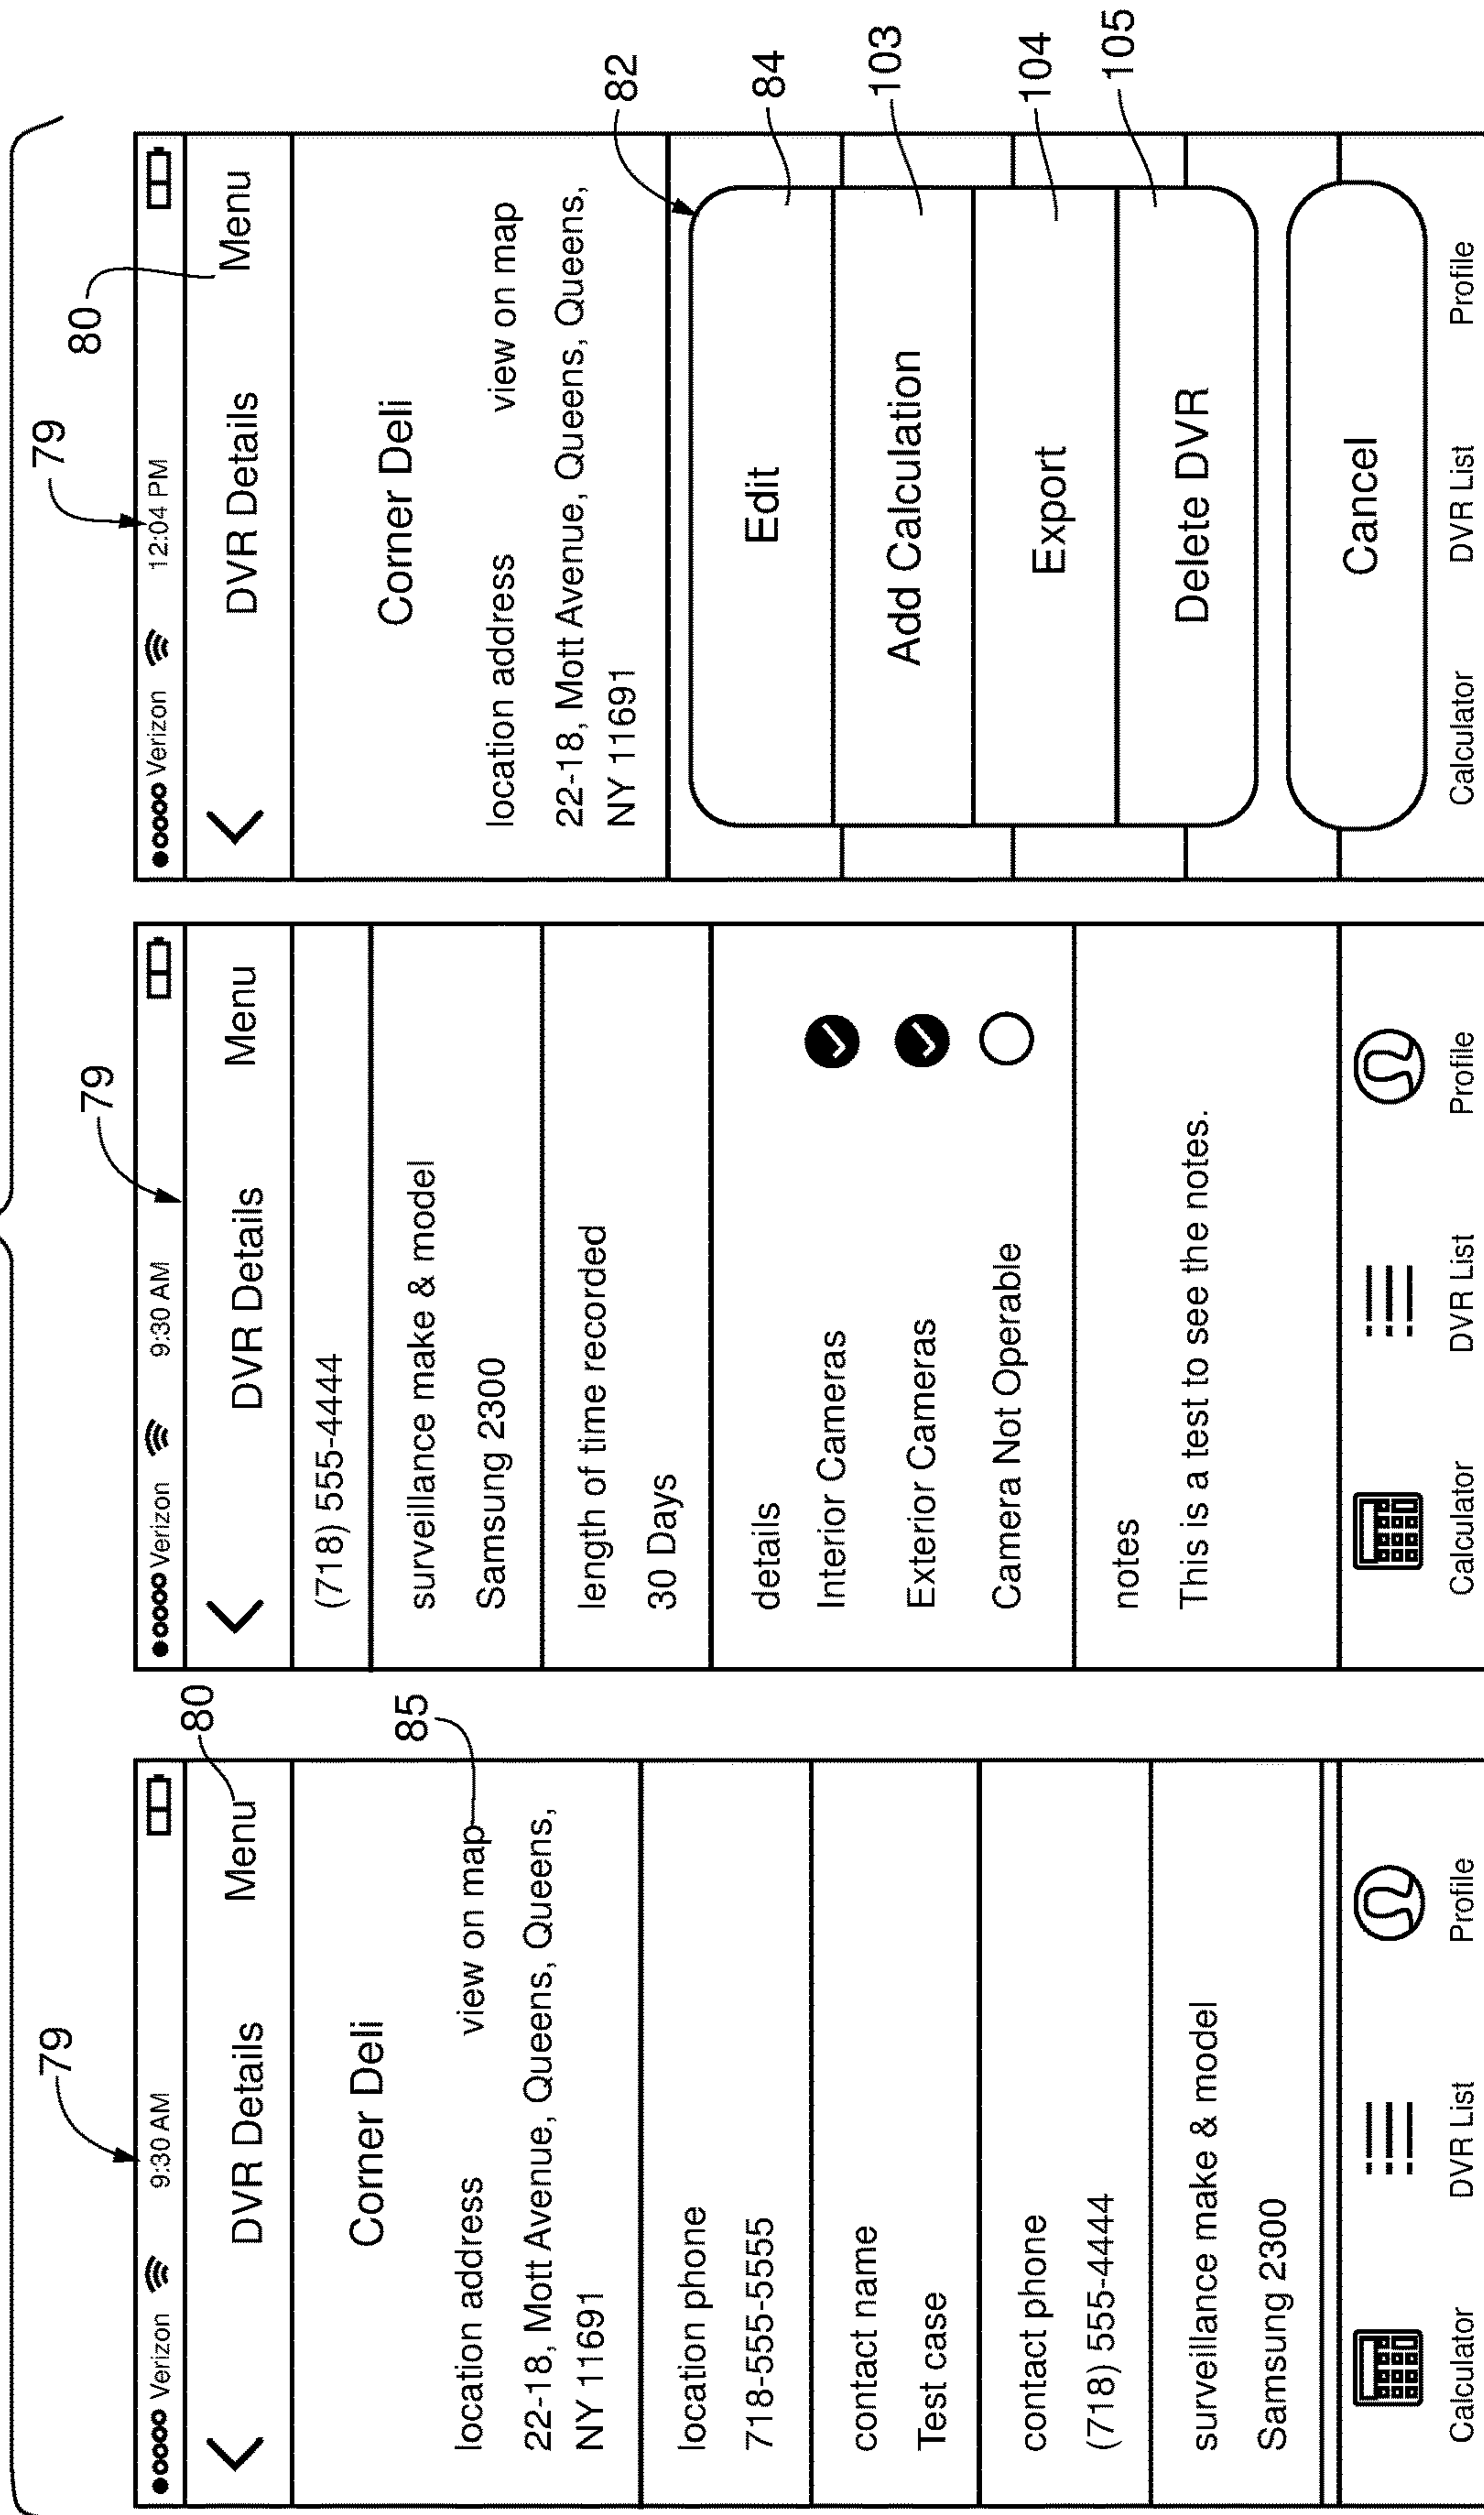 79
Verizon 9:30 AM
DVR Details Menu
80
Corner Deli
location address view on map
85
22-18, Mott Avenue, Queens, Queens,
NY 11691
location phone
718-555-5555
contact name
Test case
contact phone
(718) 555-4444
surveillance make & model
Samsung 2300
Calculator DVR List Profile
79
Verizon 9:30 AM
DVR Details Menu
(718) 555-4444
surveillance make & model
Samsung 2300
length of time recorded
30 Days
details
Interior Cameras
Exterior Cameras
Camera Not Operable
notes
This is a test to see the notes.
Calculator DVR List Profile
79
80
Verizon 12:04 PM
DVR Details Menu
Corner Deli
location address view on map
22-18, Mott Avenue, Queens, Queens,
NY 11691
82
Edit
84
Add Calculation
103
Export
104
Delete DVR
105
Cancel
Calculator DVR List Profile